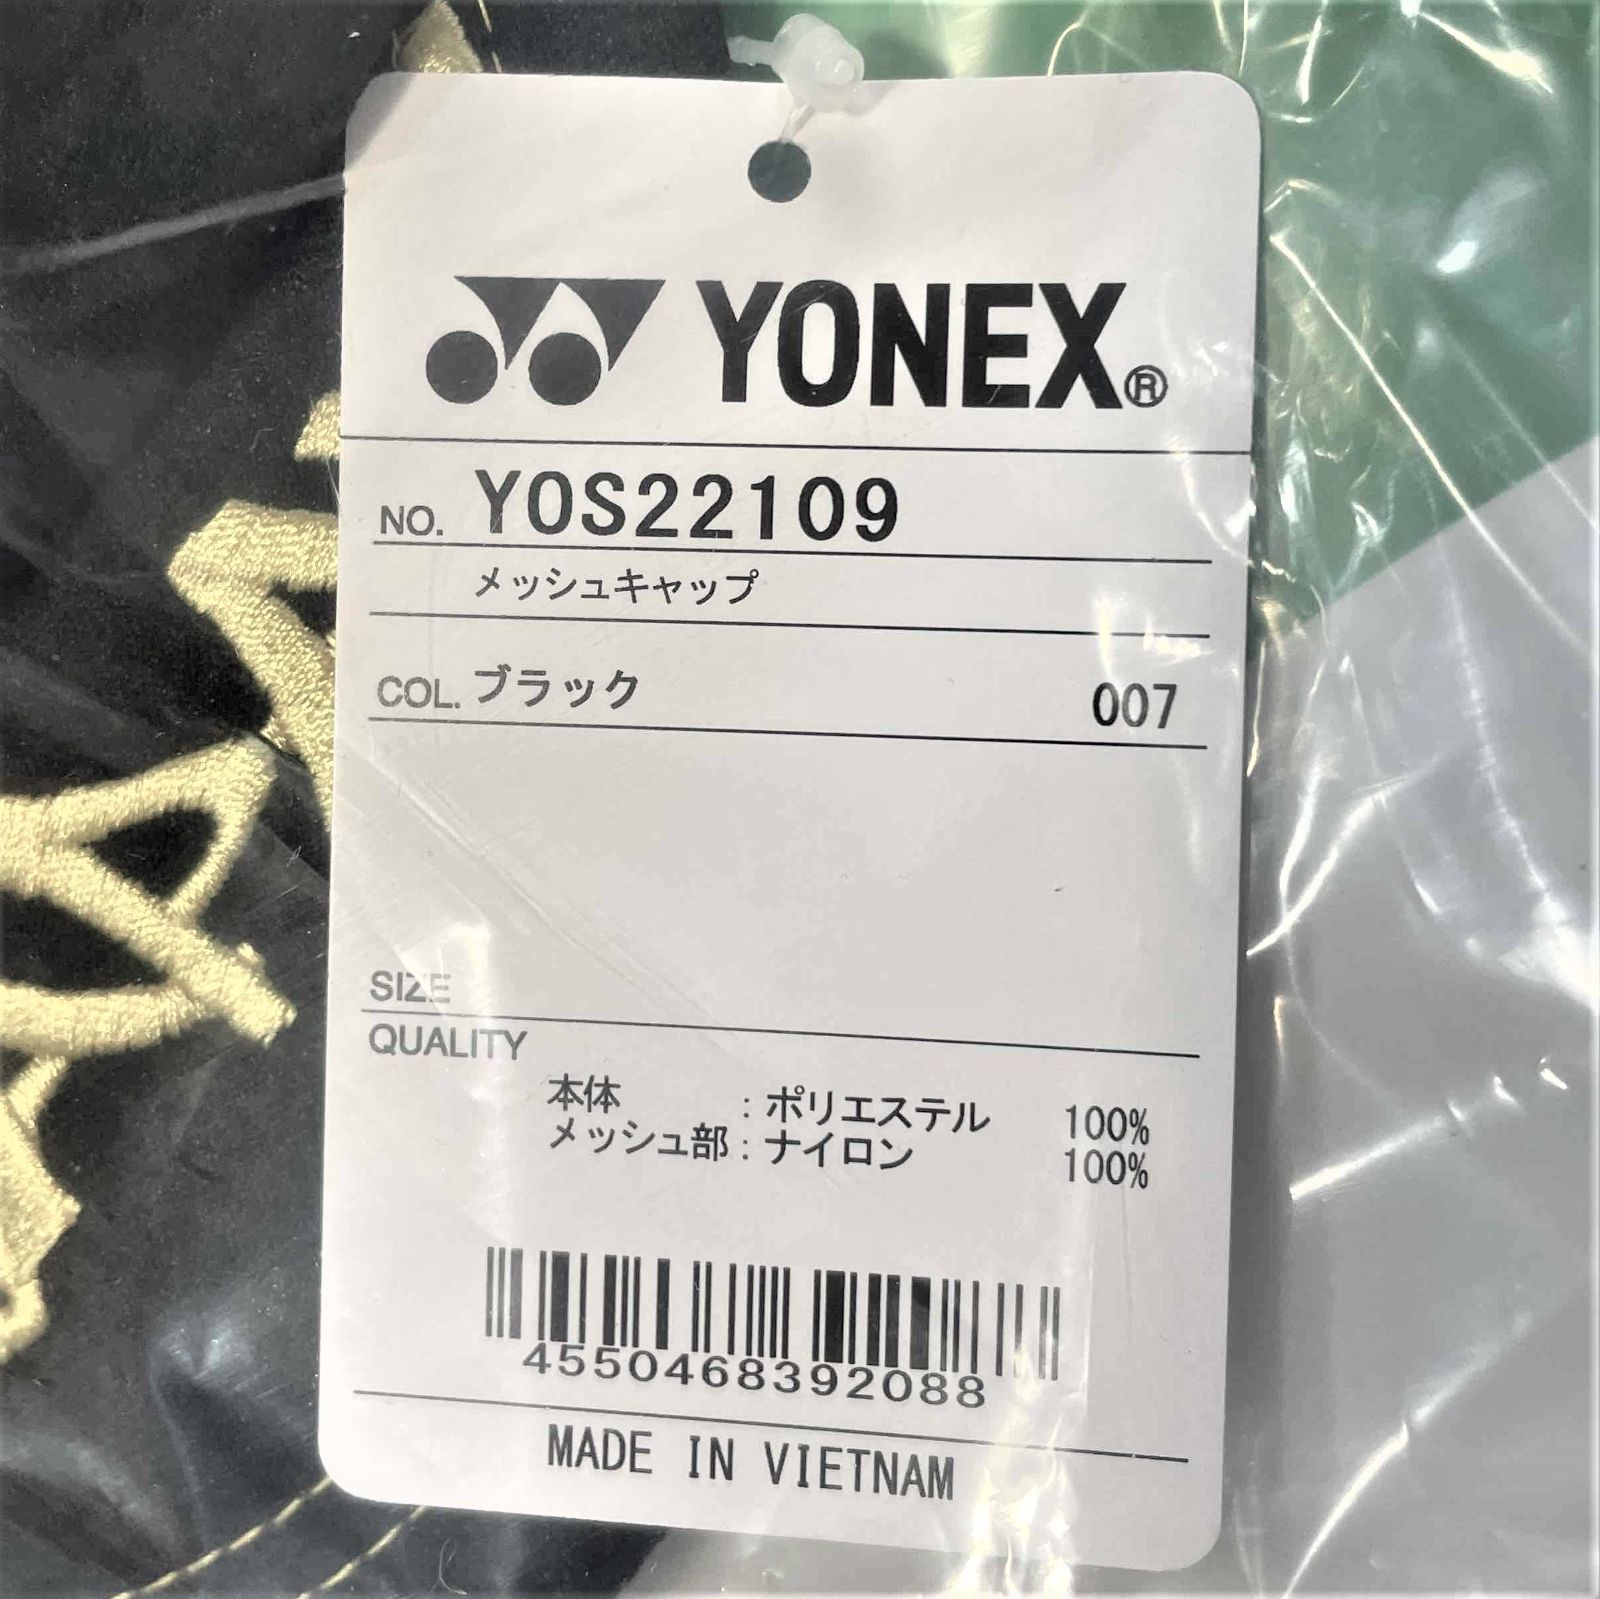 YONEX®
NO. YOS22109
メッシュキャップ
COL. ブラック 007
SIZE
QUALITY
本体 : ポリエステル 100%
メッシュ部 : ナイロン 100%
4550468392088
MADE IN VIETNAM